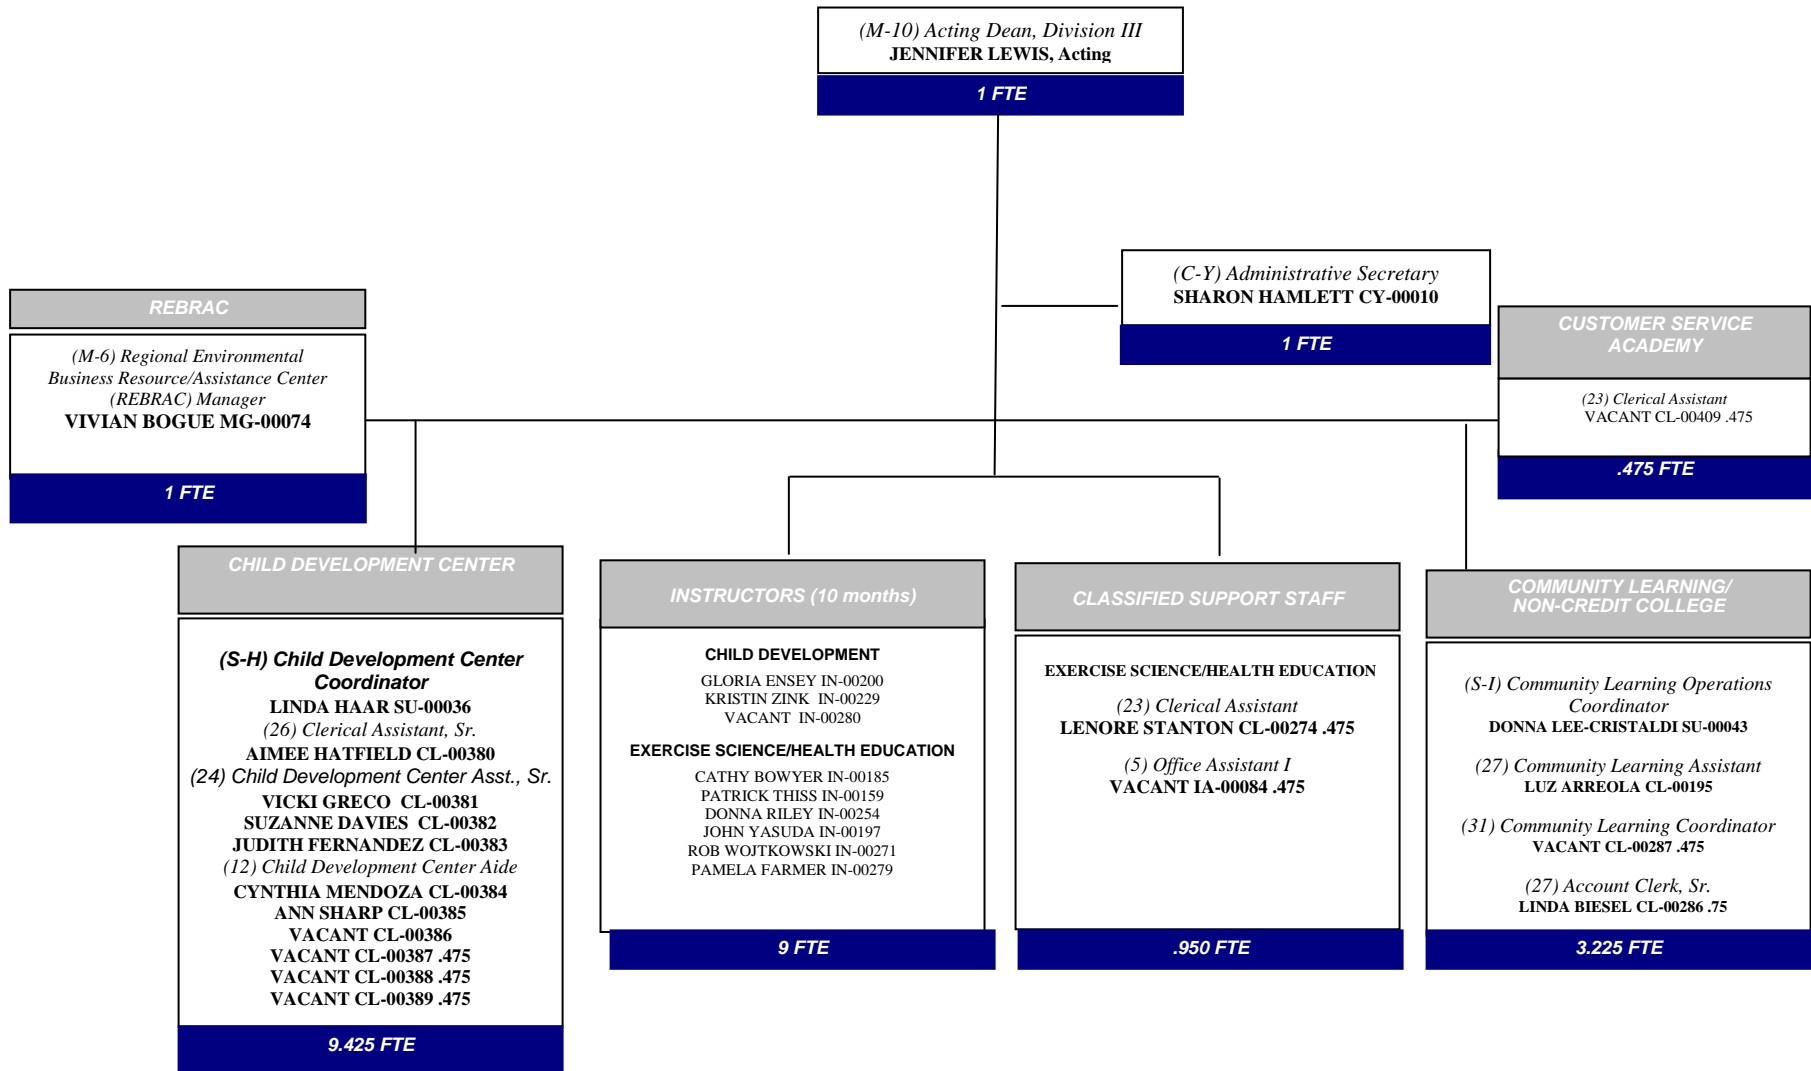 (M-10) Acting Dean, Division III
JENNIFER LEWIS, Acting
1 FTE
(C-Y) Administrative Secretary
SHARON HAMLETT CY-00010
1 FTE
REBRAC
(M-6) Regional Environmental
Business Resource/Assistance Center
(REBRAC) Manager
VIVIAN BOGUE MG-00074
1 FTE
CUSTOMER SERVICE
ACADEMY
(23) Clerical Assistant
VACANT CL-00409 .475
.475 FTE
CHILD DEVELOPMENT CENTER
(S-H) Child Development Center
Coordinator
LINDA HAAR SU-00036
(26) Clerical Assistant, Sr.
AIMEE HATFIELD CL-00380
(24) Child Development Center Asst., Sr.
VICKI GRECO CL-00381
SUZANNE DAVIES CL-00382
JUDITH FERNANDEZ CL-00383
(12) Child Development Center Aide
CYNTHIA MENDOZA CL-00384
ANN SHARP CL-00385
VACANT CL-00386
VACANT CL-00387 .475
VACANT CL-00388 .475
VACANT CL-00389 .475
9.425 FTE
INSTRUCTORS (10 months)
CHILD DEVELOPMENT
GLORIA ENSEY IN-00200
KRISTIN ZINK IN-00229
VACANT IN-00280
EXERCISE SCIENCE/HEALTH EDUCATION
CATHY BOWYER IN-00185
PATRICK THISS IN-00159
DONNA RILEY IN-00254
JOHN YASUDA IN-00197
ROB WOJTKOWSKI IN-00271
PAMELA FARMER IN-00279
9 FTE
CLASSIFIED SUPPORT STAFF
EXERCISE SCIENCE/HEALTH EDUCATION
(23) Clerical Assistant
LENORE STANTON CL-00274 .475
(5) Office Assistant I
VACANT IA-00084 .475
.950 FTE
COMMUNITY LEARNING/
NON-CREDIT COLLEGE
(S-I) Community Learning Operations
Coordinator
DONNA LEE-CRISTALDI SU-00043
(27) Community Learning Assistant
LUZ ARREOLA CL-00195
(31) Community Learning Coordinator
VACANT CL-00287 .475
(27) Account Clerk, Sr.
LINDA BIESEL CL-00286 .75
3.225 FTE